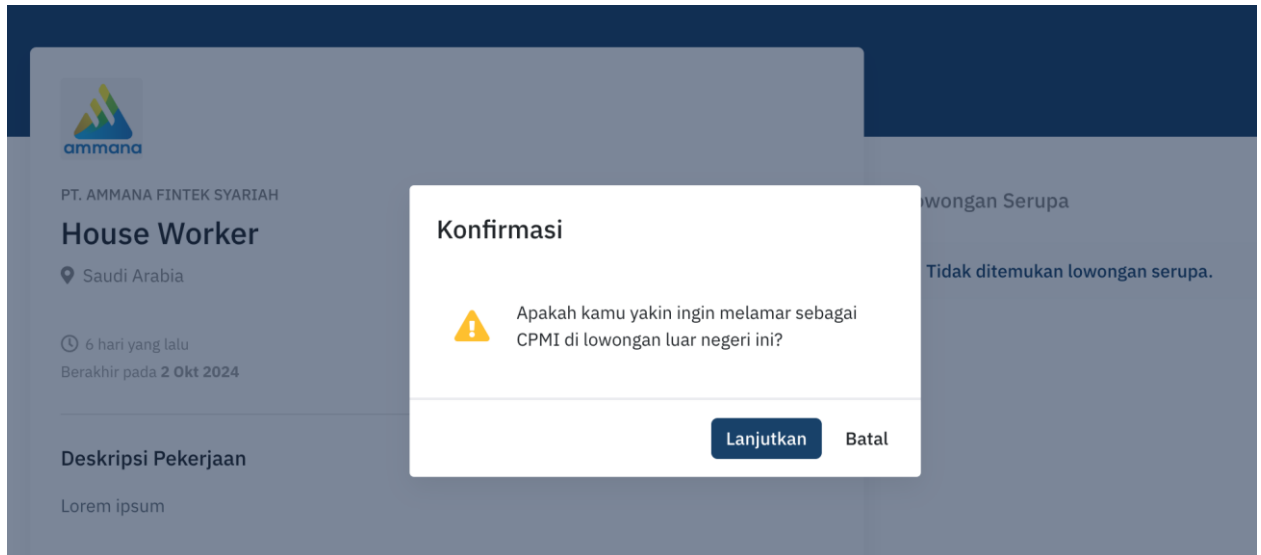 ammana
PT. AMMANA FINTEK SYARIAH
House Worker
Saudi Arabia
6 hari yang lalu
Berakhir pada 2 Okt 2024
Deskripsi Pekerjaan
Lorem ipsum
Konfirmasi
Apakah kamu yakin ingin melamar sebagai
CPMI di lowongan luar negeri ini?
Lanjutkan Batal
Serupa
Tidak ditemukan lowongan serupa.